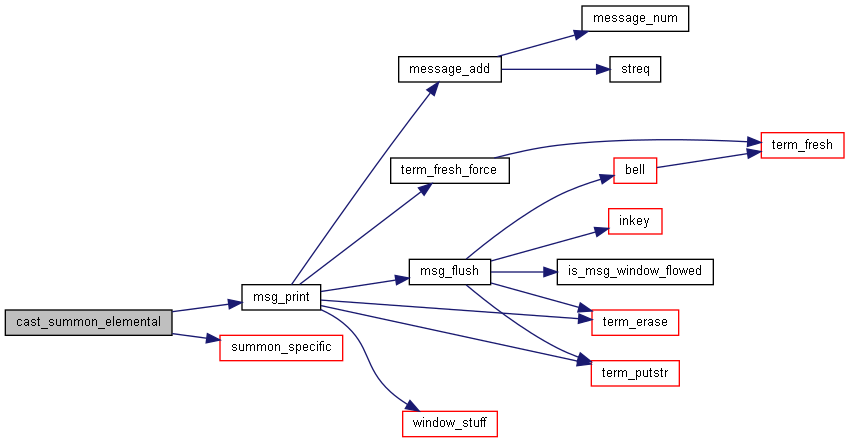 message_num
message_add
streq
term_fresh
term_fresh_force
bell
inkey
msg_flush
is_msg_window_flowed
msg_print
cast_summon_elemental
term_erase
summon_specific
term_putstr
window_stuff